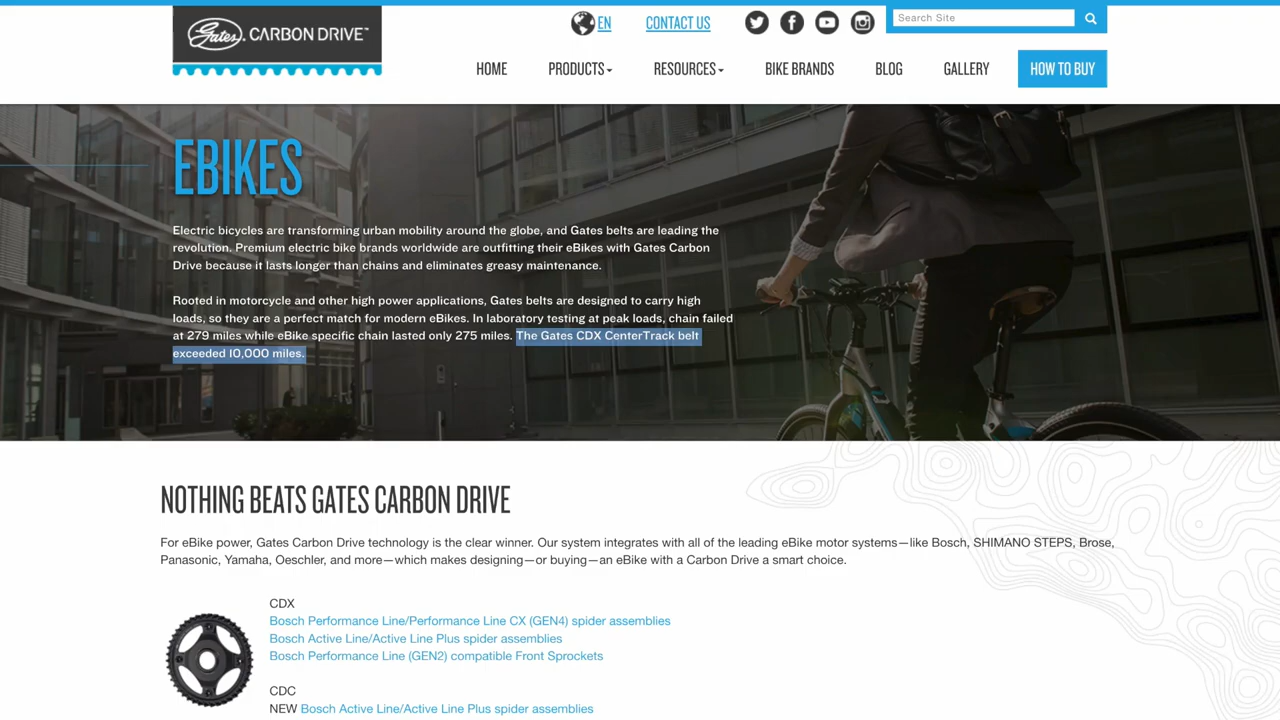 Gates. CARBON DRIVE™
EN
CONTACT US
Search Site
HOME
PRODUCTS
RESOURCES
BIKE BRANDS
BLOG
GALLERY
HOW TO BUY
EBIKES
Electric bicycles are transforming urban mobility around the globe, and Gates belts are leading the
revolution. Premium electric bike brands worldwide are outfitting their eBikes with Gates Carbon
Drive because it lasts longer than chains and eliminates greasy maintenance.
Rooted in motorcycle and other high power applications, Gates belts are designed to carry high
loads, so they are a perfect match for modern eBikes. In laboratory testing at peak loads, chain failed
at 279 miles while eBike specific chain lasted only 275 miles. The Gates CDX CenterTrack belt
exceeded 10,000 miles.
NOTHING BEATS GATES CARBON DRIVE
For eBike power, Gates Carbon Drive technology is the clear winner. Our system integrates with all of the leading eBike motor systems—like Bosch, SHIMANO STEPS, Brose,
Panasonic, Yamaha, Oeschler, and more—which makes designing—or buying—an eBike with a Carbon Drive a smart choice.
CDX
Bosch Performance Line/Performance Line CX (GEN4) spider assemblies
Bosch Active Line/Active Line Plus spider assemblies
Bosch Performance Line (GEN2) compatible Front Sprockets
CDC
NEW Bosch Active Line/Active Line Plus spider assemblies